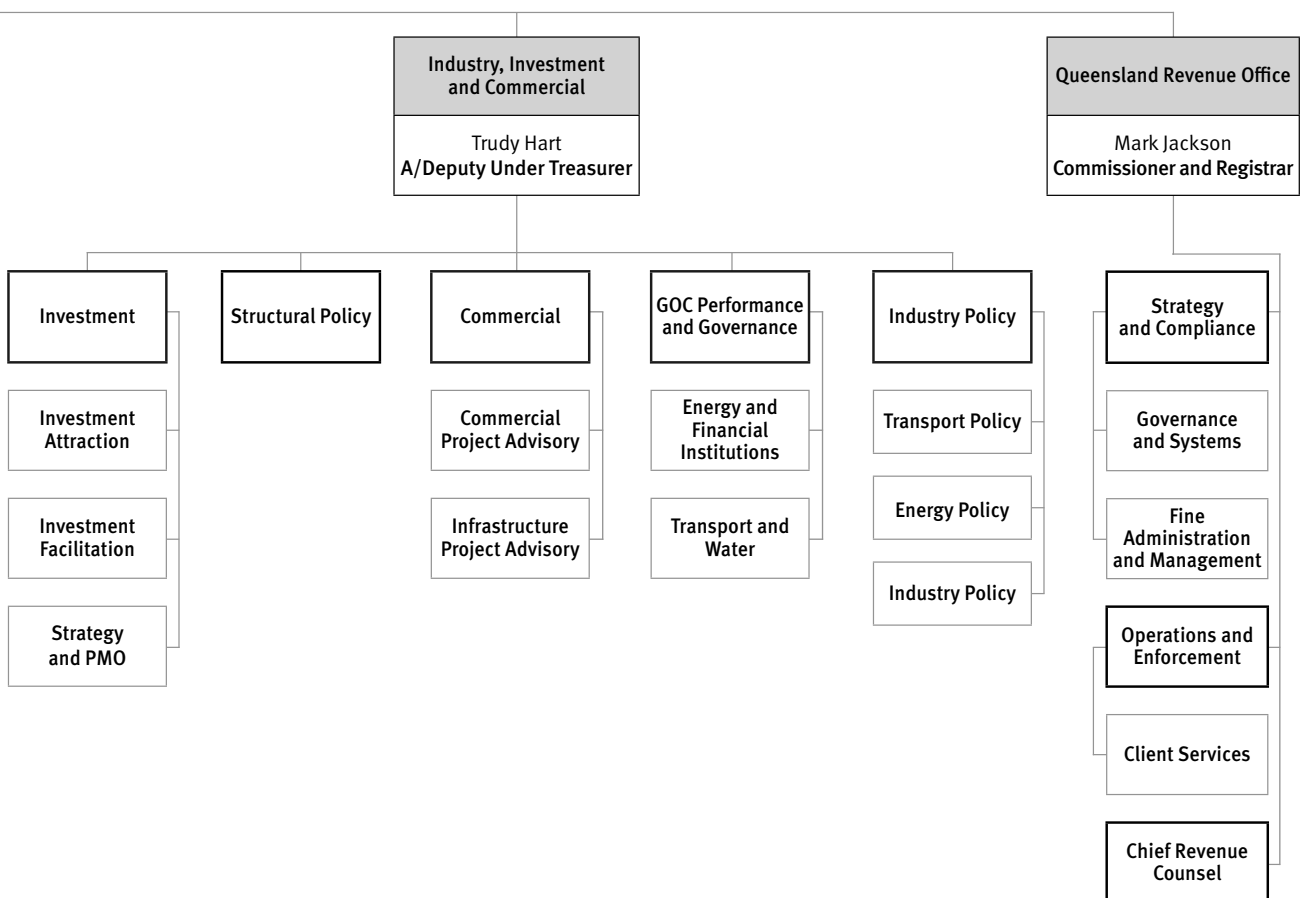 Industry, Investment
and Commercial
Trudy Hart
A/Deputy Under Treasurer
Queensland Revenue Office
Mark Jackson
Commissioner and Registrar
Investment
Investment
Attraction
Investment
Facilitation
Strategy
and PMO
Structural Policy
Commercial
Commercial
Project Advisory
Infrastructure
Project Advisory
GOC Performance
and Governance
Energy and
Financial
Institutions
Transport and
Water
Industry Policy
Transport Policy
Energy Policy
Industry Policy
Strategy
and Compliance
Governance
and Systems
Fine
Administration
and Management
Operations and
Enforcement
Client Services
Chief Revenue
Counsel